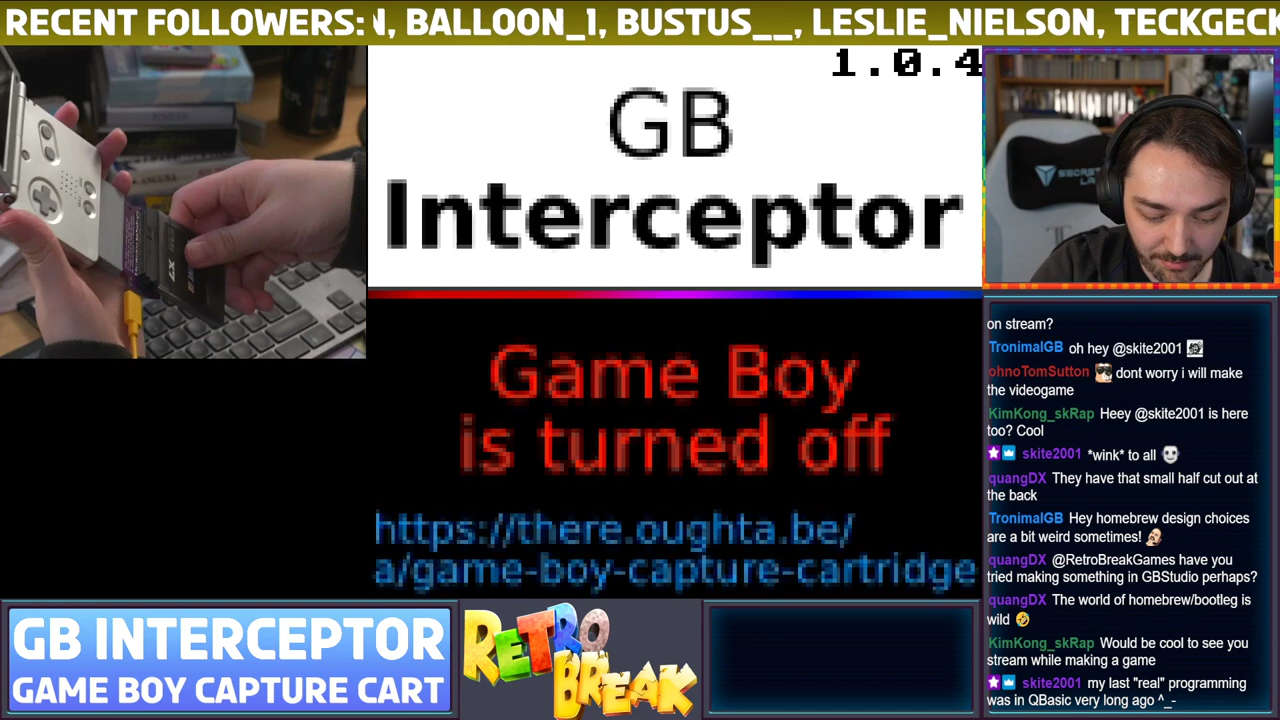 RECENT FOLLOWERS: N, BALLOON_1, BUSTUS__, LESLIE_NIELSON, TECKGECK
1.0.4
GB
Interceptor
Game Boy
is turned off
https://there.oughta.be/
a/game-boy-capture-cartridge
X7
SECRET
LAB
on stream?
TronimalGB oh hey @skite2001
ohnoTomSutton dont worry i will make
the videogame
KimKong_skRap Heey @skite2001 is here
too? Cool
skite2001 *wink* to all
quangDX They have that small half cut out at
the back
TronimalGB Hey homebrew design choices
are a bit weird sometimes!
quangDX @RetroBreakGames have you
tried making something in GBStudio perhaps?
quangDX The world of homebrew/bootleg is
wild 🤣
KimKong_skRap Would be cool to see you
stream while making a game
skite2001 my last "real" programming
was in QBasic very long ago ^_-
GB INTERCEPTOR
GAME BOY CAPTURE CART
RETRO
BREAK